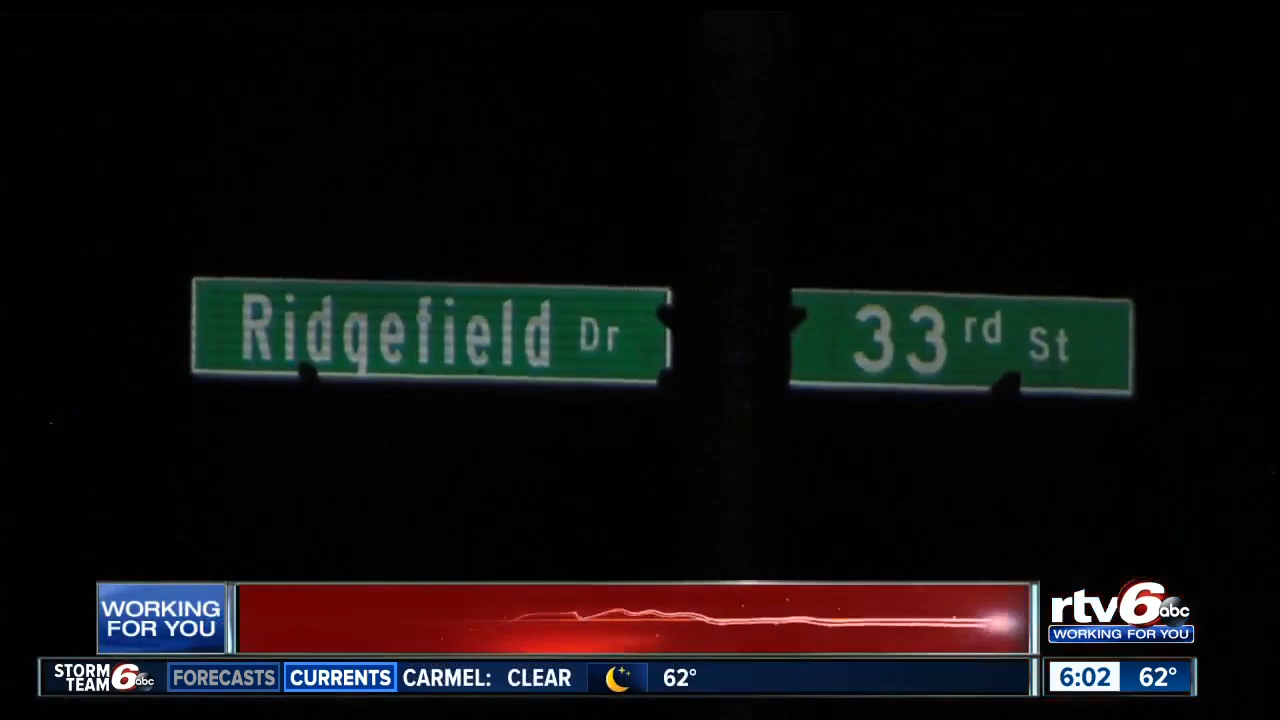 Ridgefield Dr
33rd St
WORKING
FOR YOU
rtv6 abc
WORKING FOR YOU
STORM
TEAM 6 abc
FORECASTS
CURRENTS
CARMEL: CLEAR 62°
6:02 62°